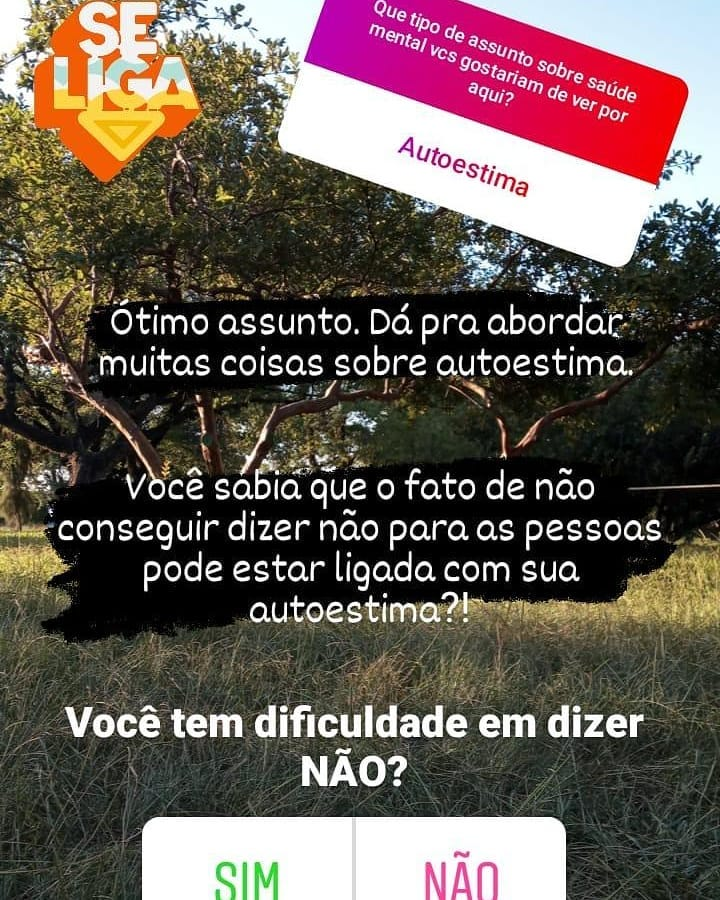 SE
LIGA
Que tipo de assunto sobre saúde
mental vcs gostariam de ver por
aqui?
Autoestima
Ótimo assunto. Dá pra abordar
muitas coisas sobre autoestima.
Você sabia que o fato de não
conseguir dizer não para as pessoas
pode estar ligada com sua
autoestima?!
Você tem dificuldade em dizer
NÃO?
SIM
NÃO